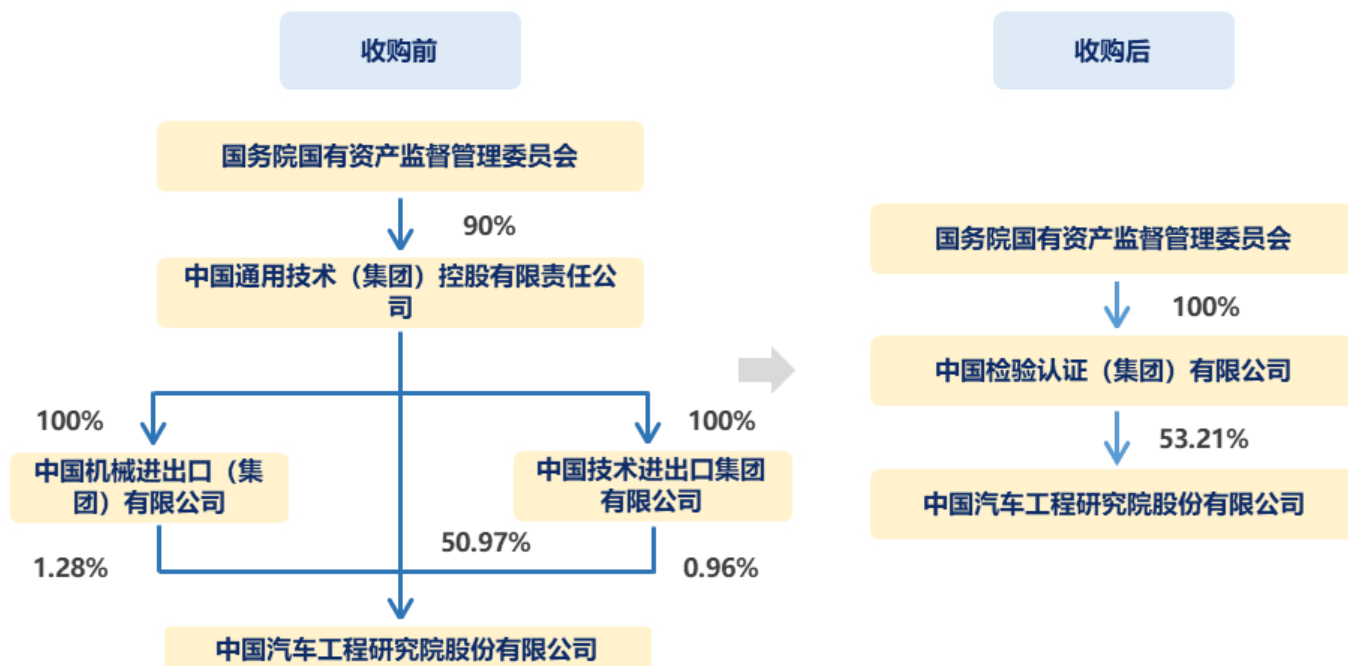 收购前
国务院国有资产监督管理委员会
90%
中国通用技术（集团）控股有限责任公
司
100%
100%
中国机械进出口（集
团）有限公司
中国技术进出口集团
有限公司
1.28%
50.97%
0.96%
中国汽车工程研究院股份有限公司
收购后
国务院国有资产监督管理委员会
100%
中国检验认证（集团）有限公司
53.21%
中国汽车工程研究院股份有限公司